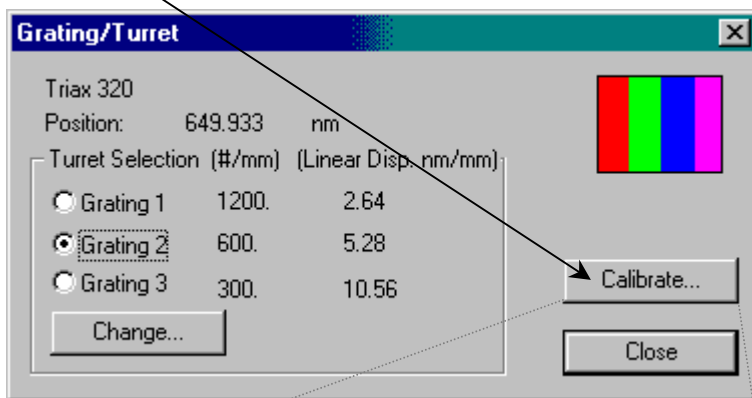 Grating/Turret
Triax 320
Position: 649.933 nm
Turret Selection (#/mm) (Linear Disp. nm/mm)
Grating 1 1200. 2.64
Grating 2 600. 5.28
Grating 3 300. 10.56
Calibrate...
Change...
Close